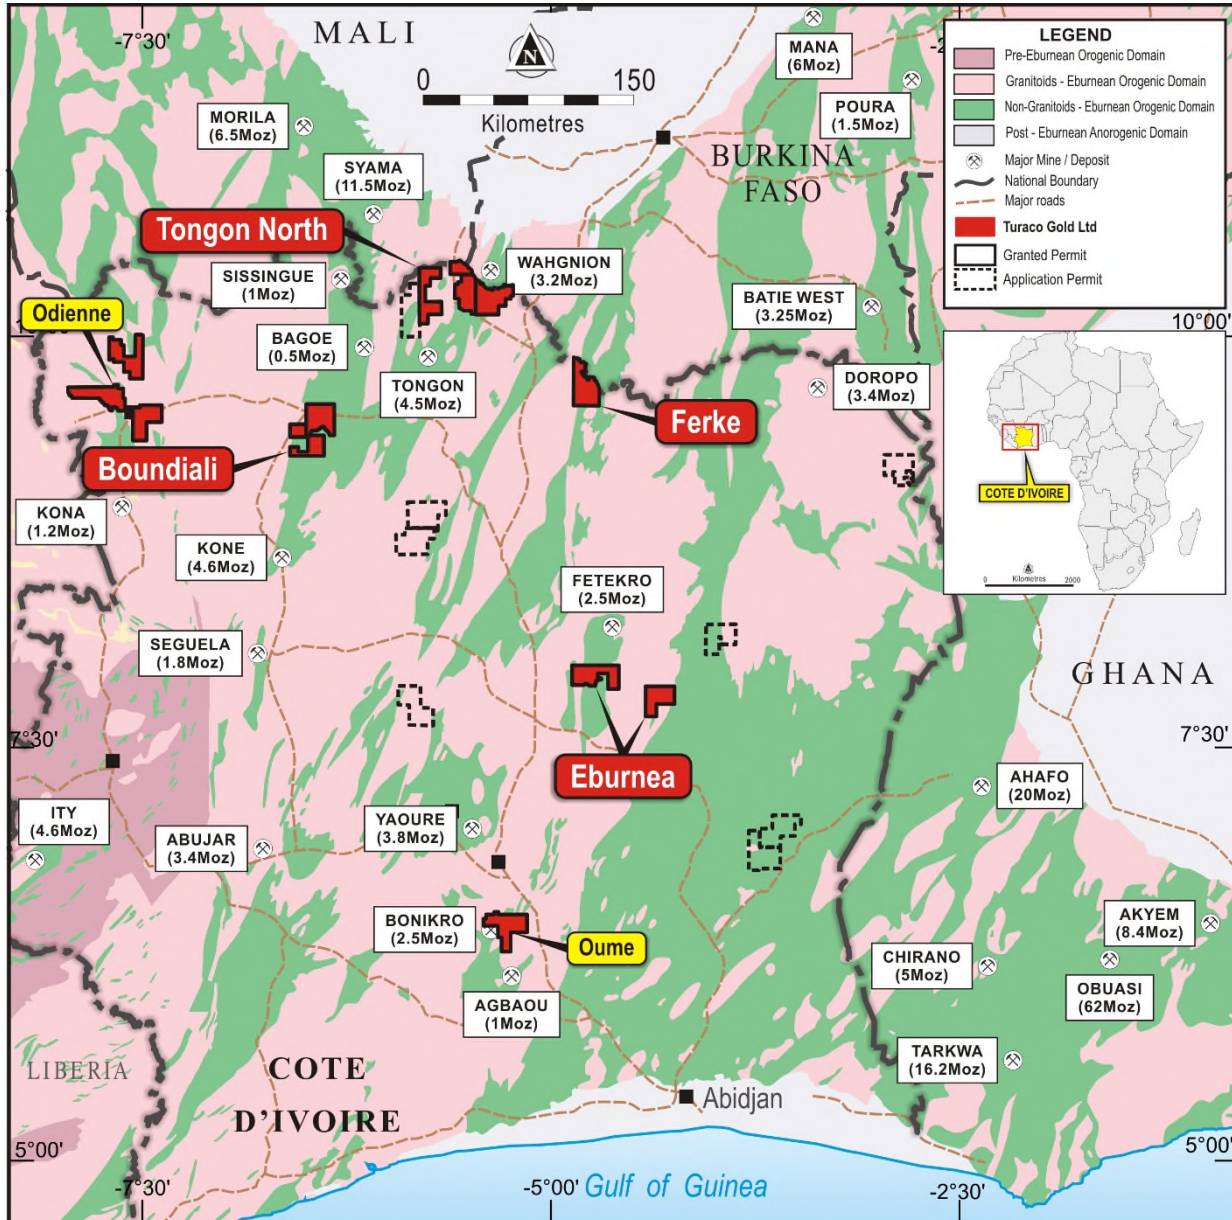 -7°30'
MALI
N
0
150
Kilometres
MANA
(6Moz)
POURA
(1.5Moz)
BURKINA
FASO
LEGEND
Pre-Eburnean Orogenic Domain
Granitoids - Eburnean Orogenic Domain
Non-Granitoids - Eburnean Orogenic Domain
Post - Eburnean Anorogenic Domain
Major Mine / Deposit
National Boundary
Major roads
Turaco Gold Ltd
Granted Permit
Application Permit
MORILA
(6.5Moz)
SYAMA
(11.5Moz)
Tongon North
SISSINGUE
(1Moz)
WAHGNION
(3.2Moz)
Odienne
BAGOE
(0.5Moz)
TONGON
(4.5Moz)
BATIE WEST
(3.25Moz)
10°00'
DOROPO
(3.4Moz)
Ferke
Boundiali
COTE D'IVOIRE
0
Kilometres
2000
KONA
(1.2Moz)
KONE
(4.6Moz)
FETEKRO
(2.5Moz)
SEGUELA
(1.8Moz)
GHANA
7°30'
7°30'
Eburnea
AHAFO
(20Moz)
ITY
(4.6Moz)
ABUJAR
(3.4Moz)
YAOURE
(3.8Moz)
BONIKRO
(2.5Moz)
Oume
AKYEM
(8.4Moz)
CHIRANO
(5Moz)
OBUASI
(62Moz)
AGBAOU
(1Moz)
TARKWA
(16.2Moz)
LIBERIA
COTE
D'IVOIRE
Abidjan
5°00'
5°00'
-7°30'
-5°00'
Gulf of Guinea
-2°30'